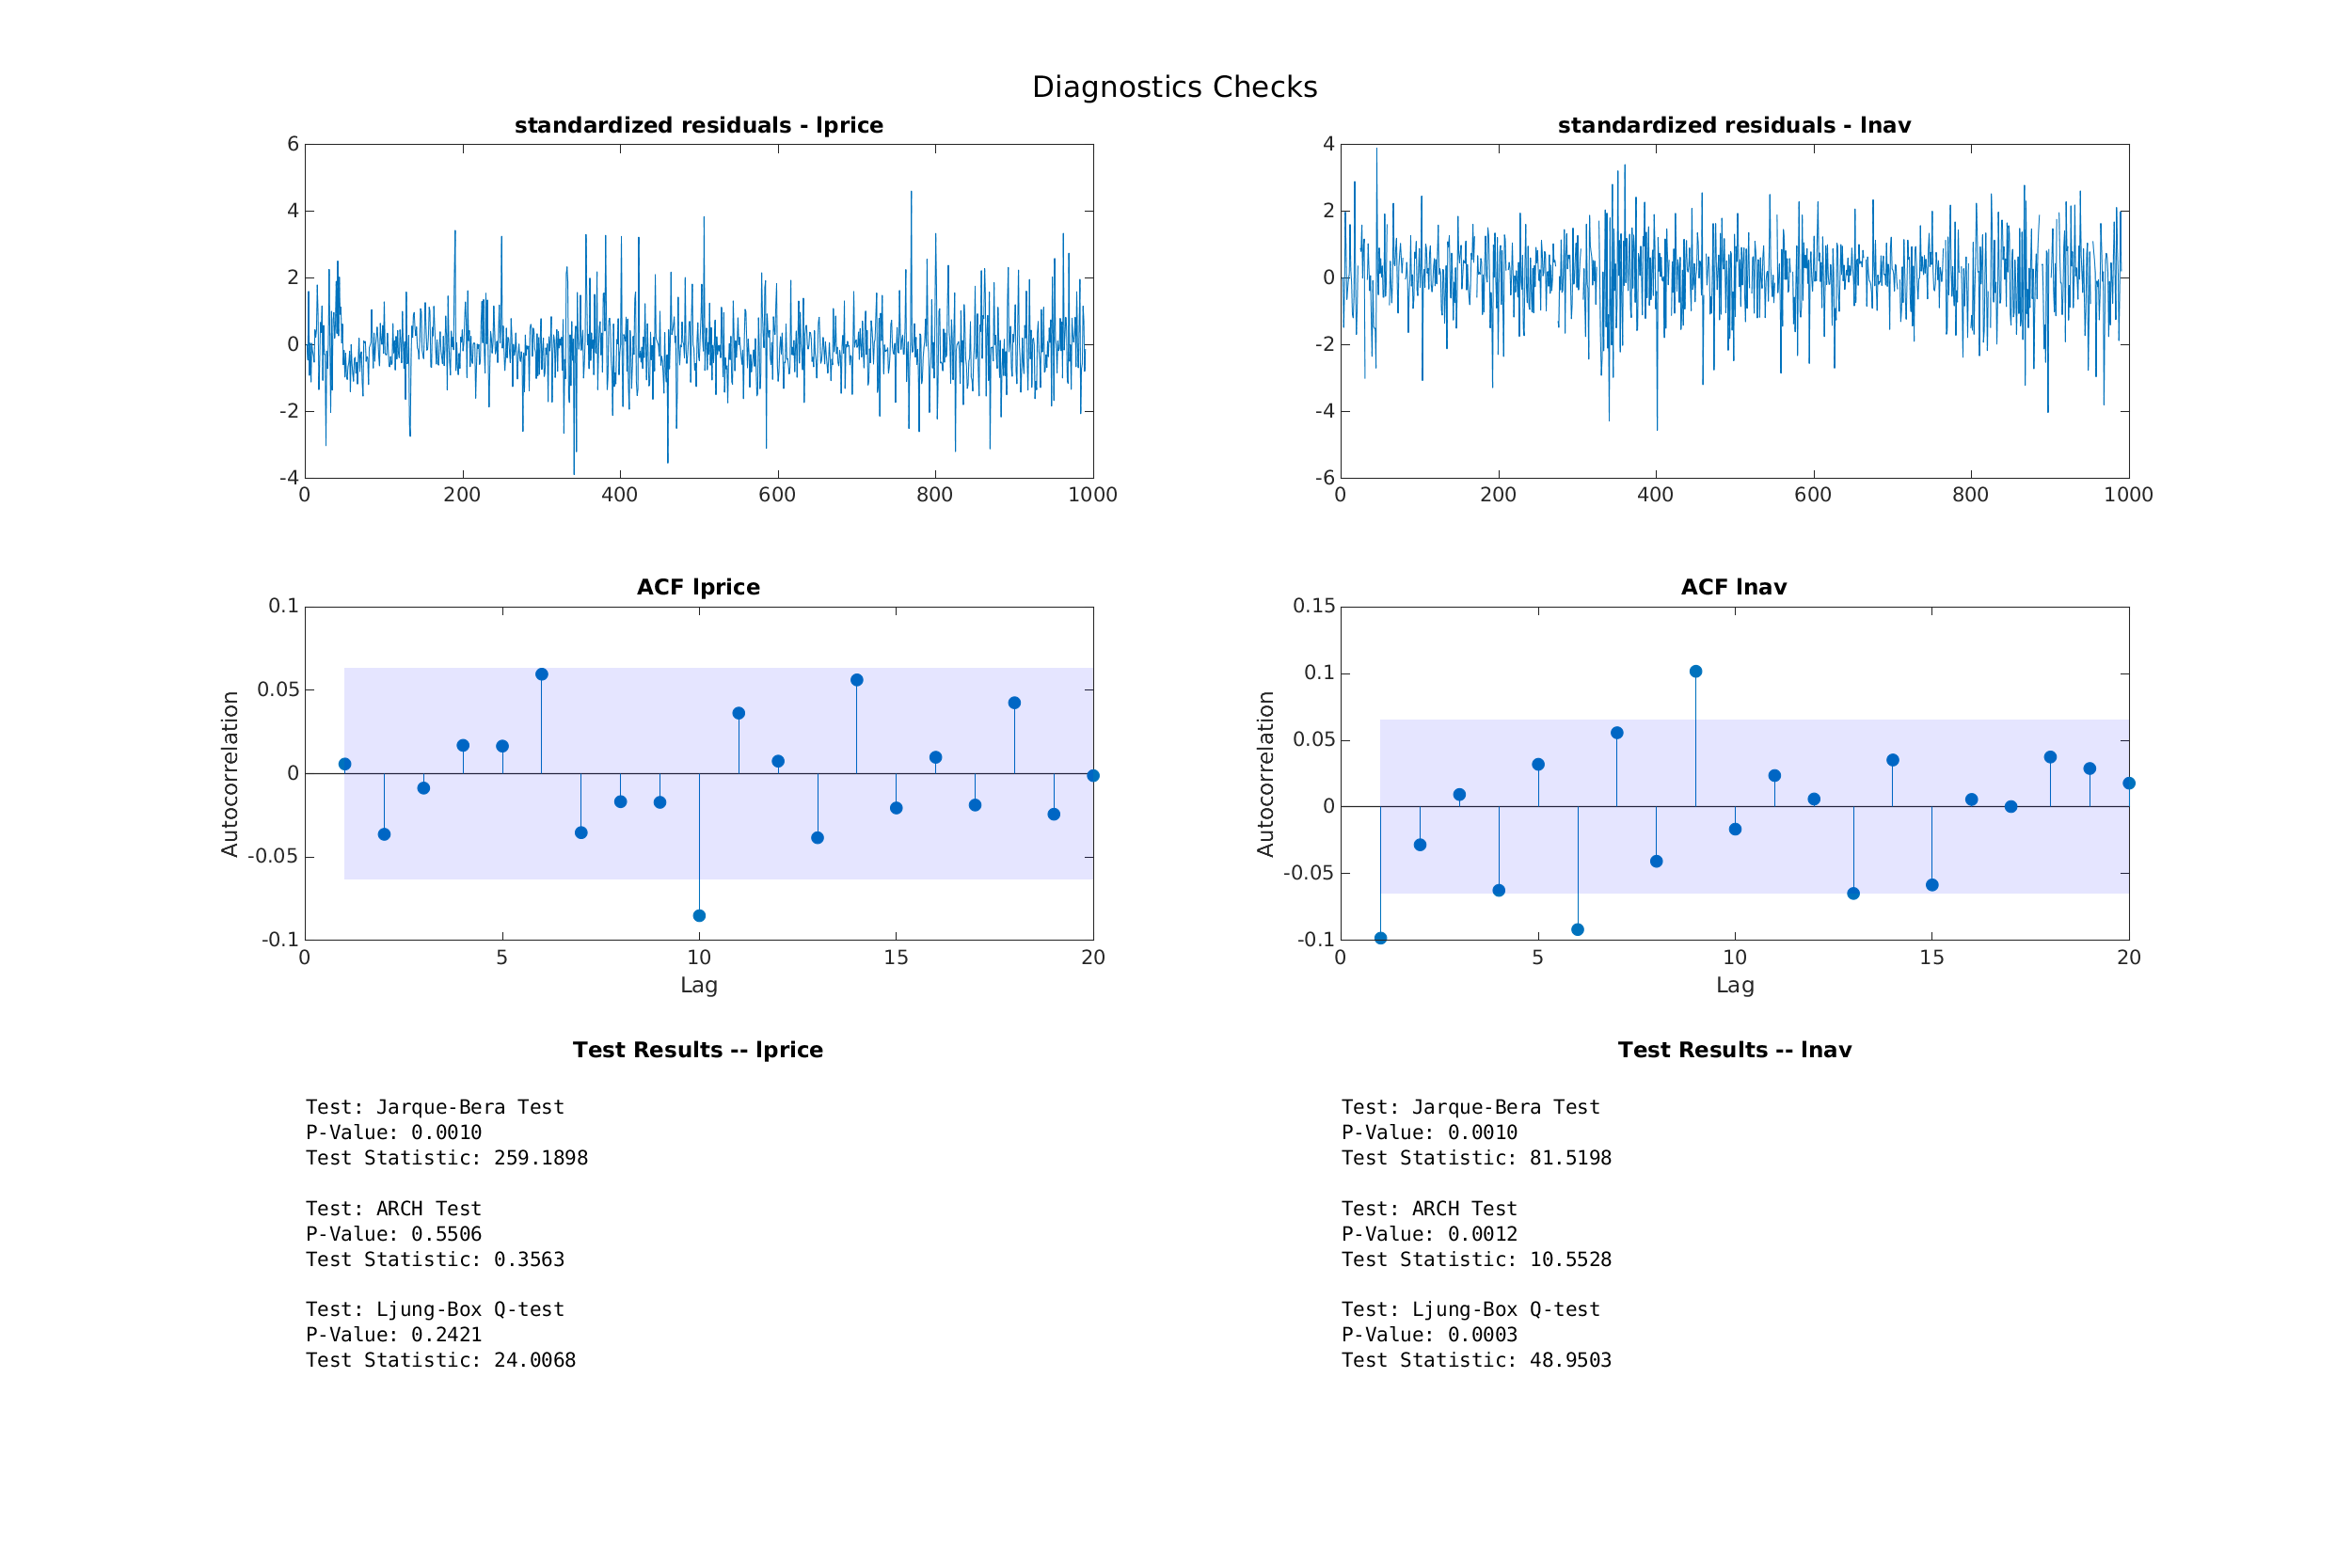 Diagnostics Checks
standardized residuals - lprice
6
4
2
0
-2
-4
0 200 400 600 800 1000
standardized residuals - lnav
4
2
0
-2
-4
-6
0 200 400 600 800 1000
ACF lprice
0.1
0.05
0
-0.05
-0.1
Autocorrelation
0 5 10 15 20
Lag
ACF lnav
0.15
0.1
0.05
0
-0.05
-0.1
Autocorrelation
0 5 10 15 20
Lag
Test Results -- lprice
Test: Jarque-Bera Test
P-Value: 0.0010
Test Statistic: 259.1898
Test: ARCH Test
P-Value: 0.5506
Test Statistic: 0.3563
Test: Ljung-Box Q-test
P-Value: 0.2421
Test Statistic: 24.0068
Test Results -- lnav
Test: Jarque-Bera Test
P-Value: 0.0010
Test Statistic: 81.5198
Test: ARCH Test
P-Value: 0.0012
Test Statistic: 10.5528
Test: Ljung-Box Q-test
P-Value: 0.0003
Test Statistic: 48.9503